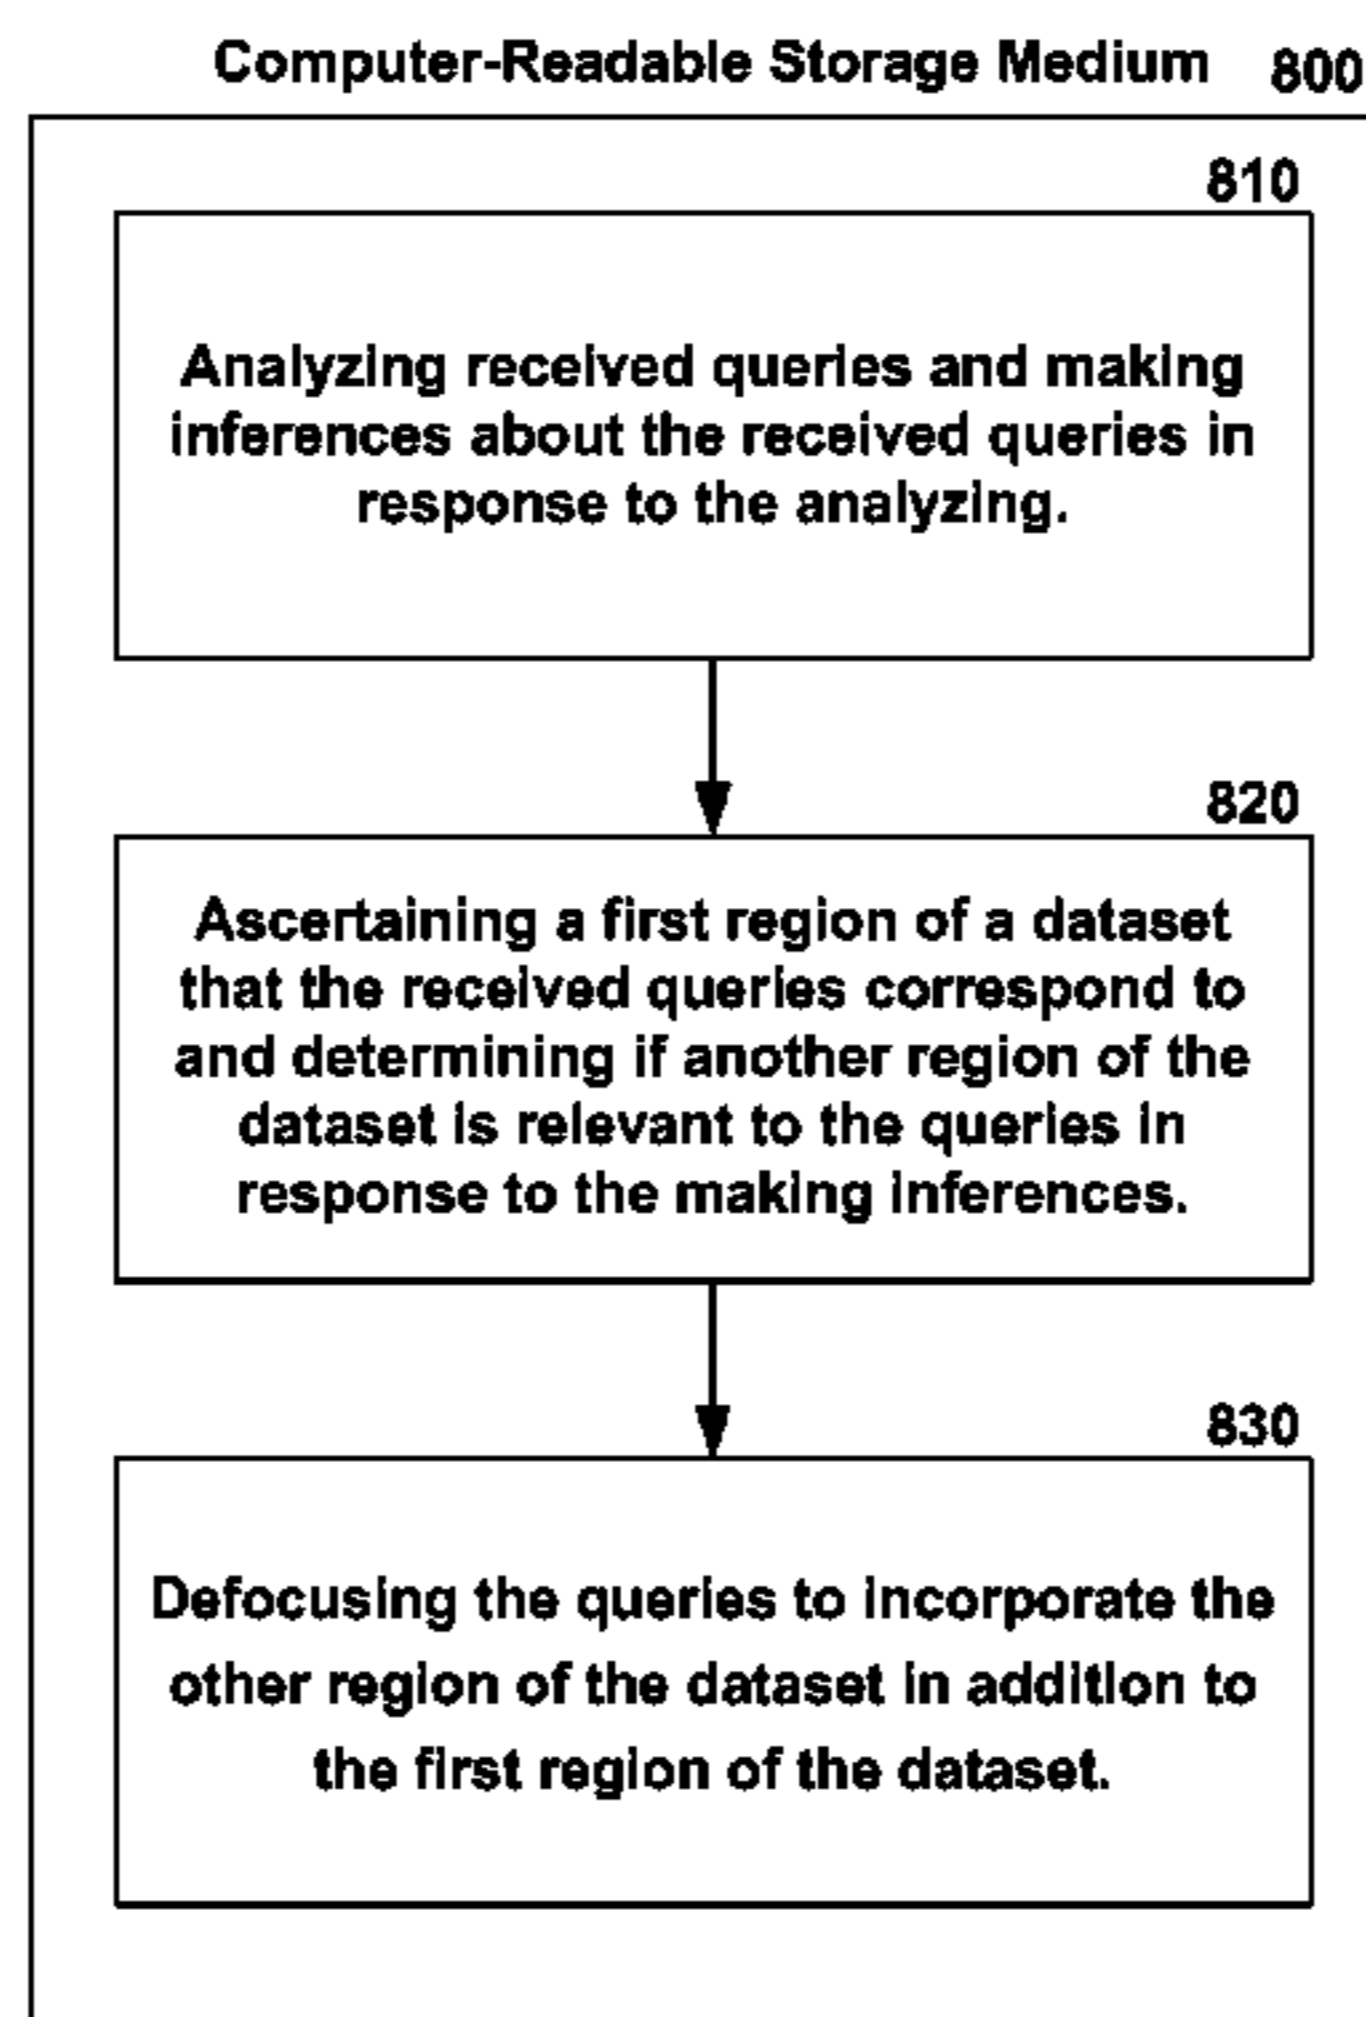 Computer-Readable Storage Medium 800
810
Analyzing received queries and making
inferences about the received queries in
response to the analyzing.
820
Ascertaining a first region of a dataset
that the received queries correspond to
and determining if another region of the
dataset is relevant to the queries in
response to the making inferences.
830
Defocusing the queries to incorporate the
other region of the dataset in addition to
the first region of the dataset.